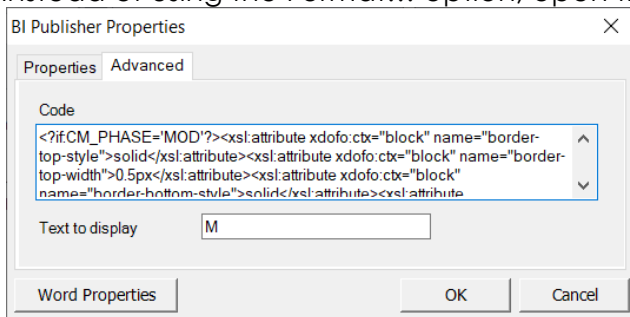 option, open
BI Publisher Properties
Properties Advanced
Code
<?if:CM_PHASE='MOD'?><xsl:attribute xdofo:ctx="block" name="border-
top-style">solid</xsl:attribute><xsl:attribute xdofo:ctx="block" name="border-
top-width">0.5px</xsl:attribute><xsl:attribute xdofo:ctx="block"
name="border-bottom-style">solid</xsl:attribute><xsl:attribute
Text to display M
Word Properties OK Cancel